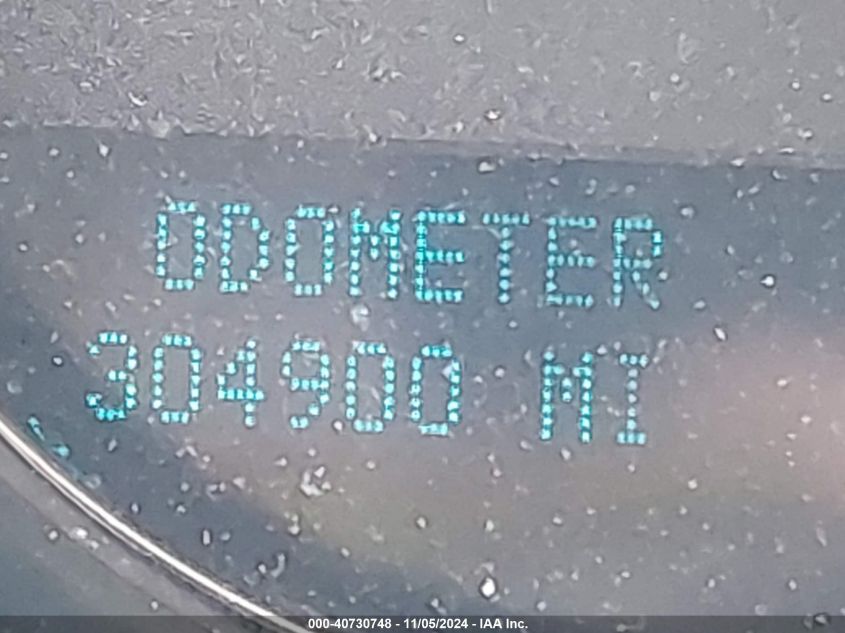 ODOMETER
304900 MI
000-40730748 - 11/05/2024 - IAA Inc.